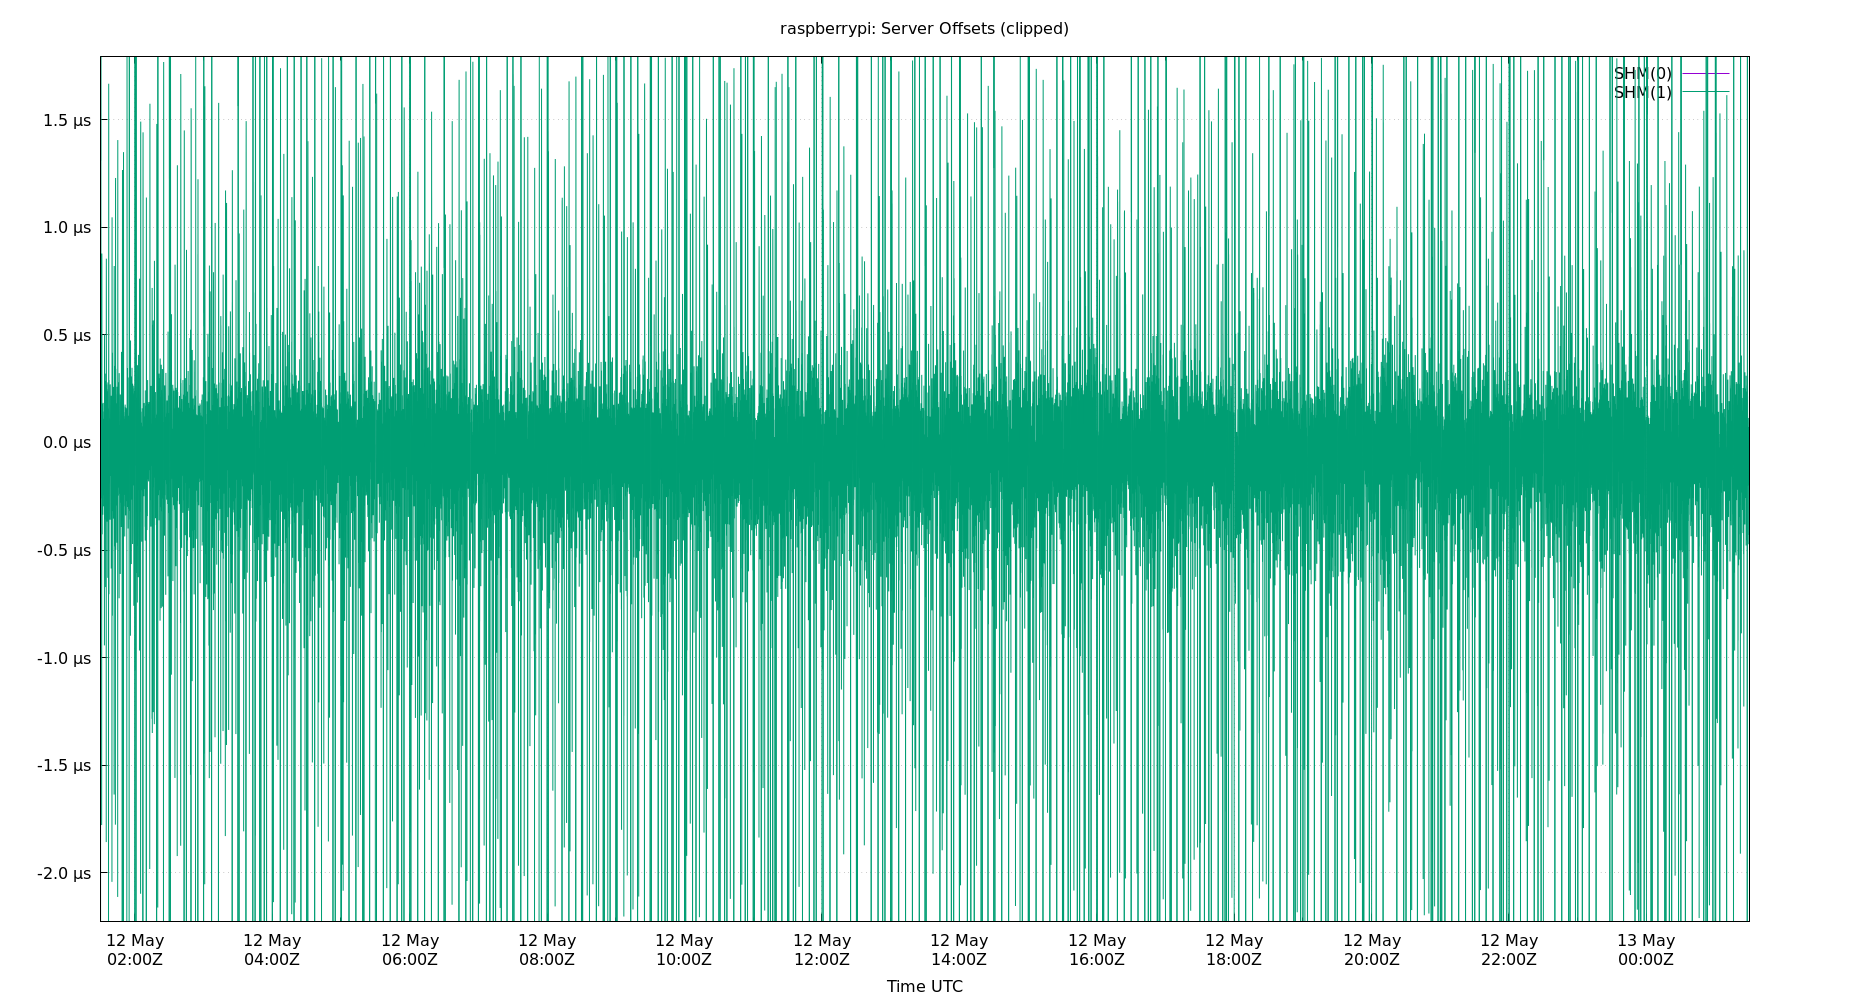 raspberrypi: Server Offsets (clipped)
SHM(0)
SHM(1)
1.5 µs
1.0 µs
0.5 µs
0.0 µs
-0.5 µs
-1.0 µs
-1.5 µs
-2.0 µs
12 May 12 May 12 May 12 May 12 May 12 May 12 May 12 May 12 May 12 May 12 May 13 May
02:00Z 04:00Z 06:00Z 08:00Z 10:00Z 12:00Z 14:00Z 16:00Z 18:00Z 20:00Z 22:00Z 00:00Z
Time UTC